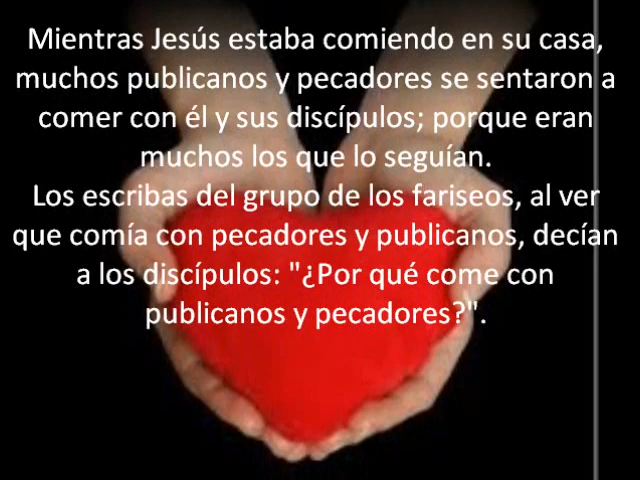 Mientras Jesús estaba comiendo en su casa,
muchos publicanos y pecadores se sentaron a
comer con él y sus discípulos; porque eran
muchos los que lo seguían.
Los escribas del grupo de los fariseos, al ver
que comía con pecadores y publicanos, decían
a los discípulos: "¿Por qué come con
publicanos y pecadores?".